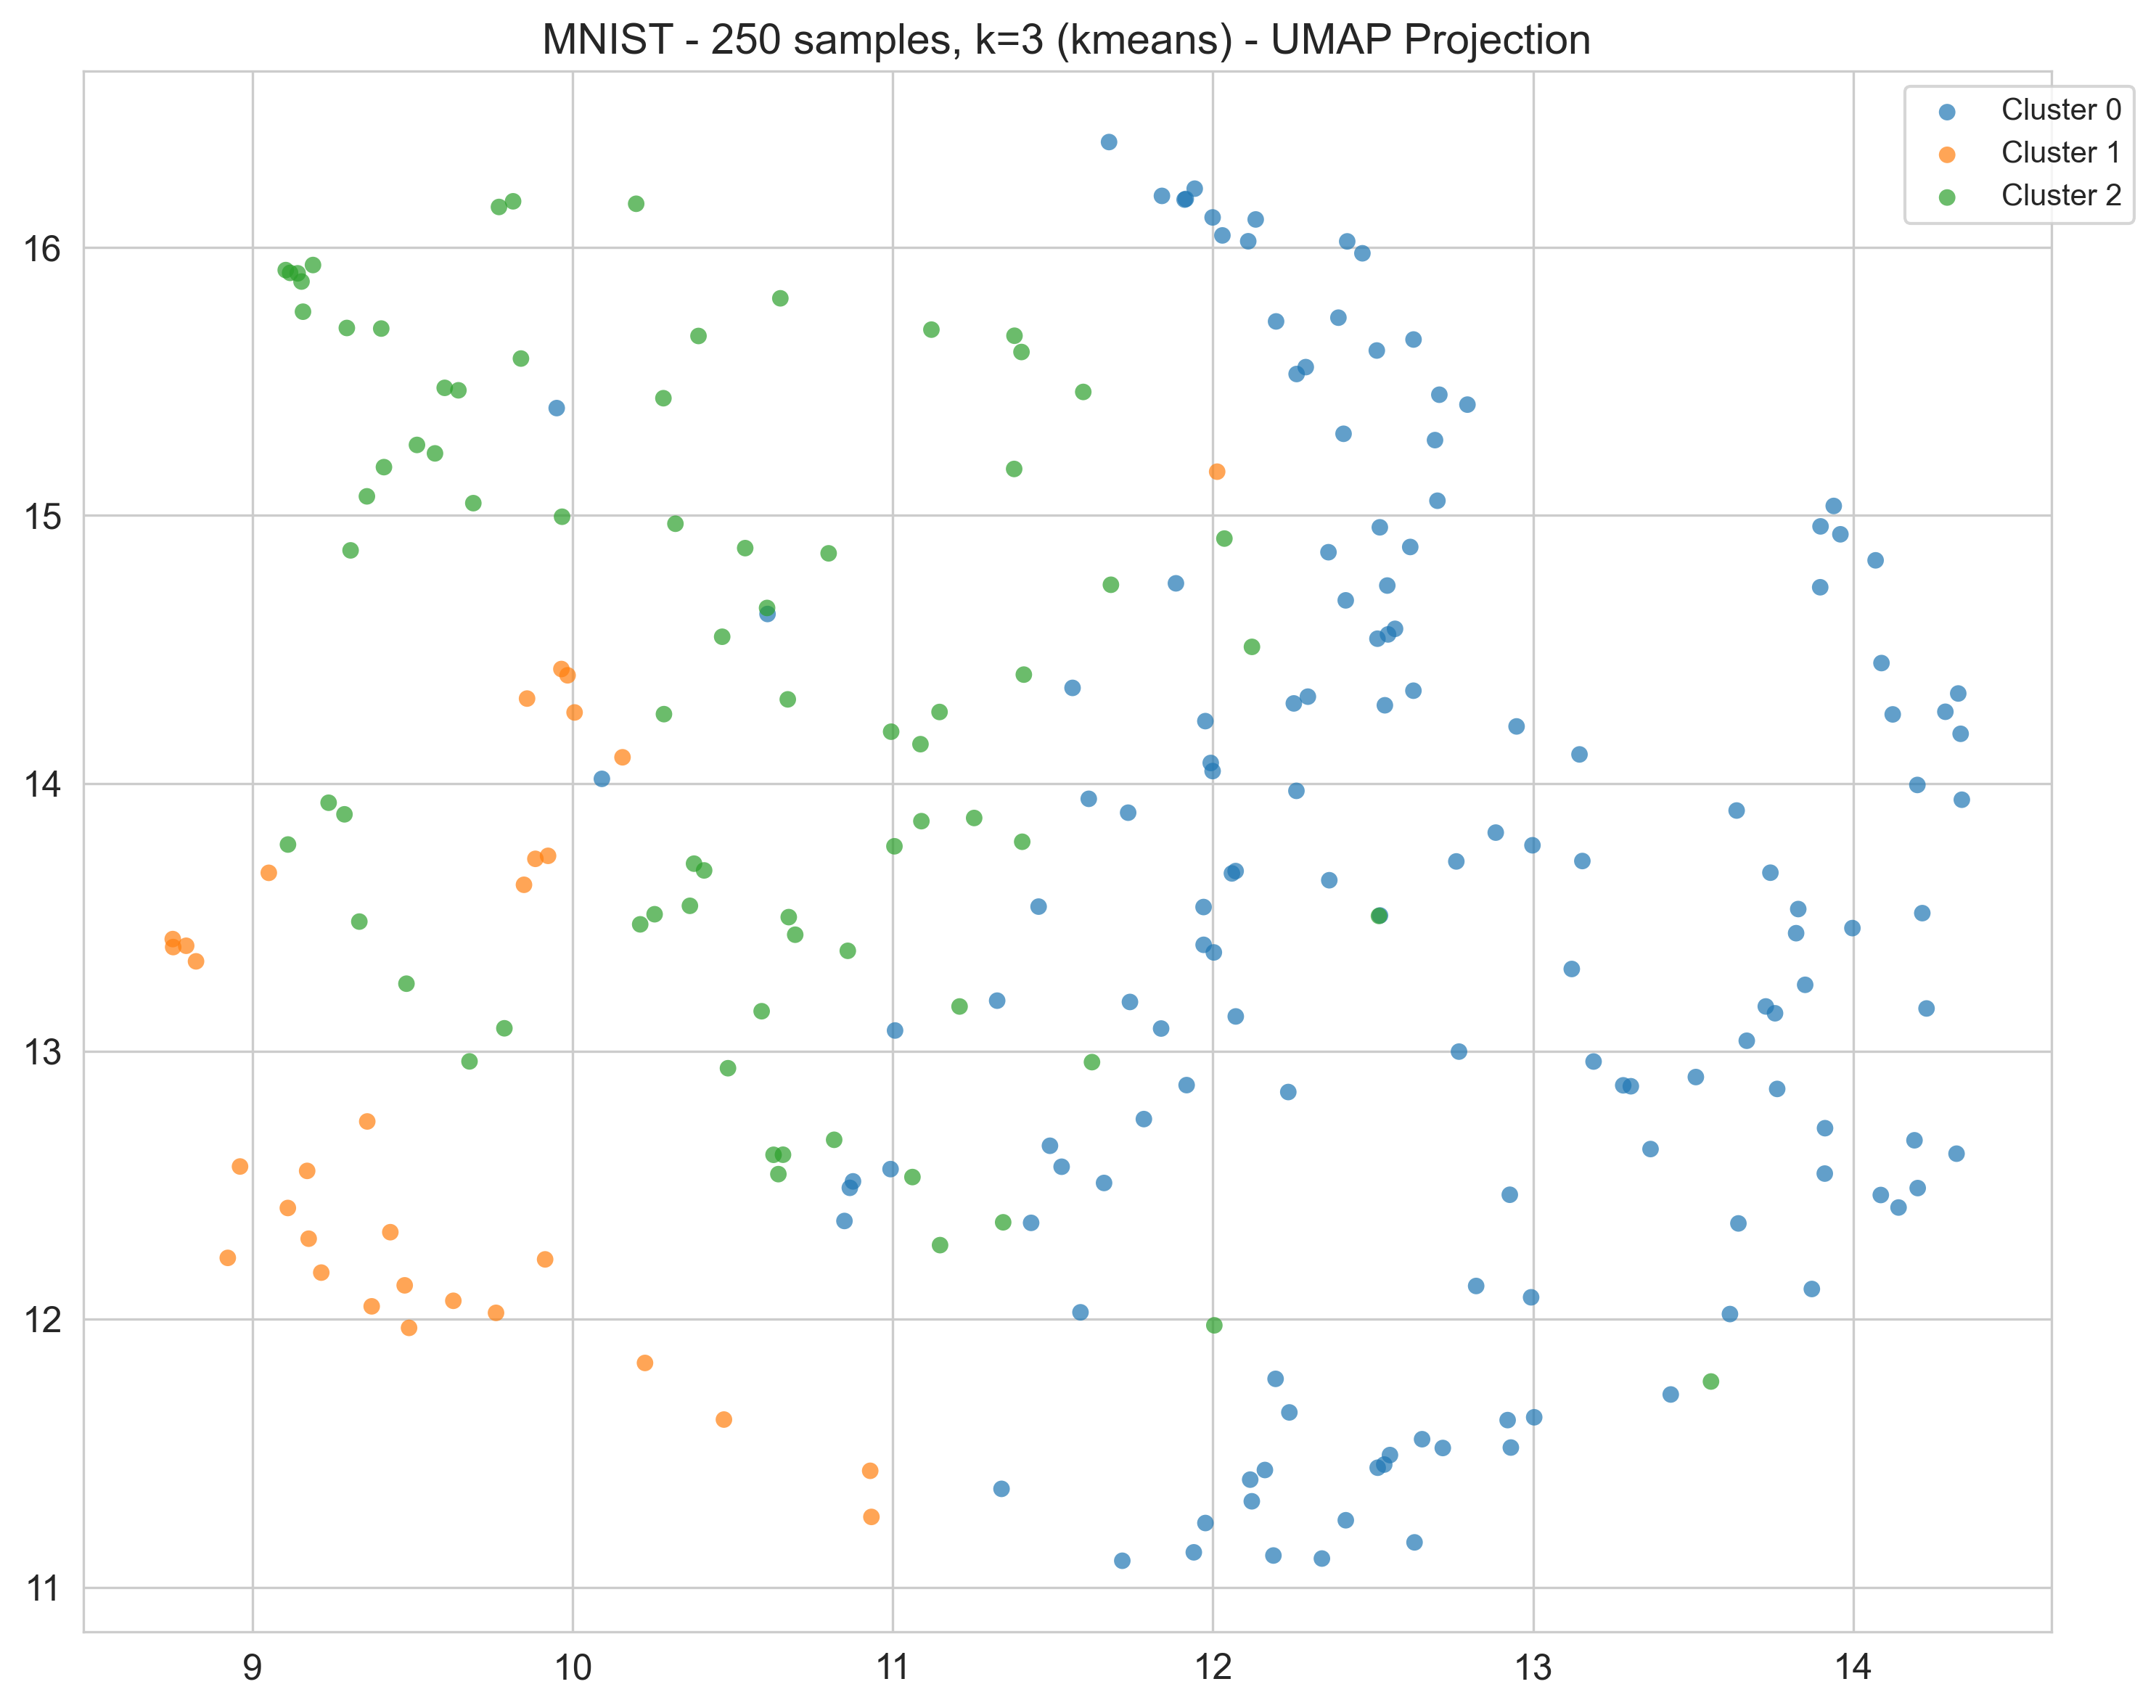 MNIST - 250 samples, k=3 (kmeans) - UMAP Projection
Cluster 0
Cluster 1
Cluster 2
16
15
14
13
12
11
9 10 11 12 13 14